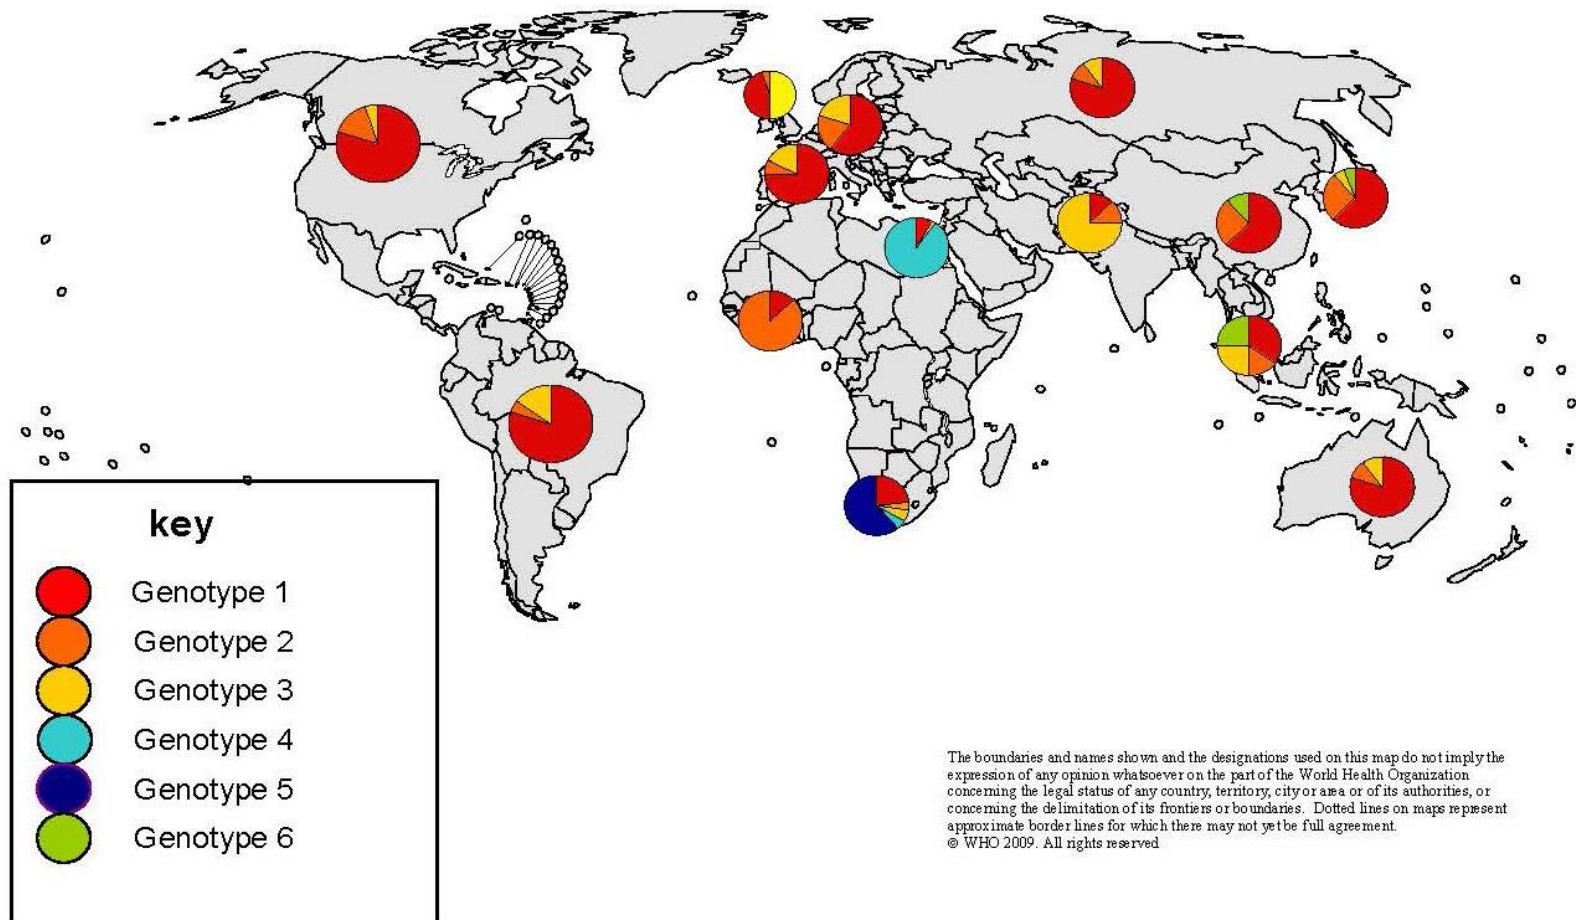 key
Genotype 1
Genotype 2
Genotype 3
Genotype 4
Genotype 5
Genotype 6
The boundaries and names shown and the designations used on this map do not imply the
expression of any opinion whatsoever on the part of the World Health Organization
concerning the legal status of any country, territory, city or area or of its authorities, or
concerning the delimitation of its frontiers or boundaries. Dotted lines on maps represent
approximate border lines for which there may not yet be full agreement.
© WHO 2009. All rights reserved